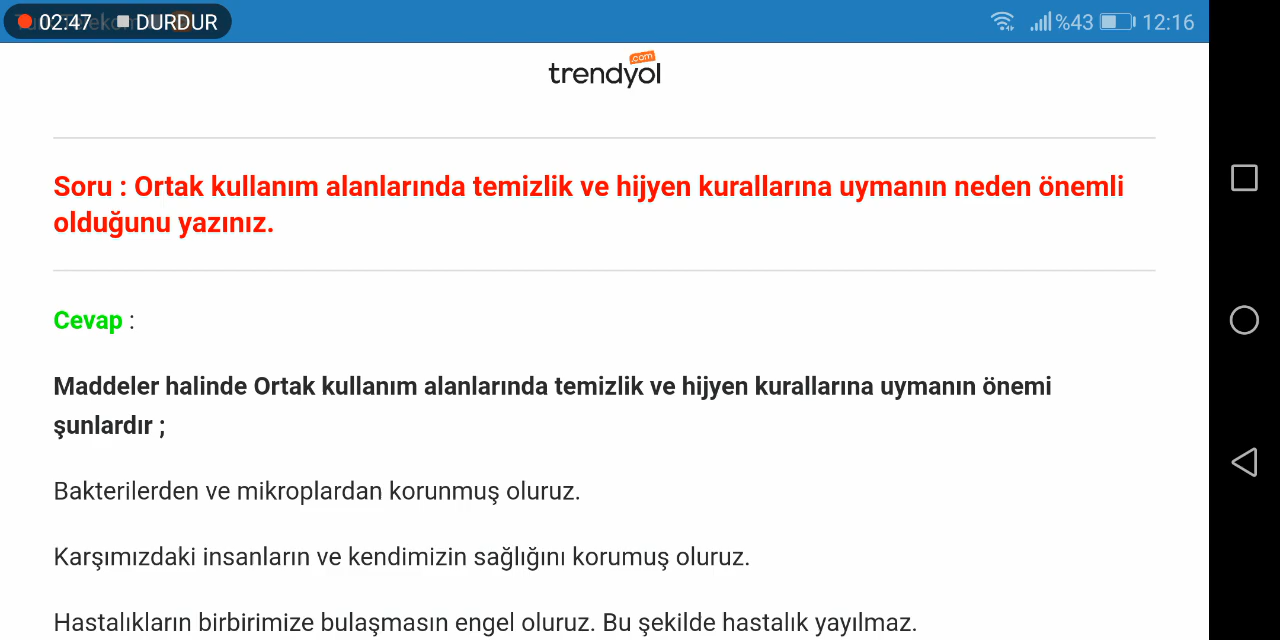 02:47 DURDUR %43 12:16
trendyol .com
Soru : Ortak kullanım alanlarında temizlik ve hijyen kurallarına uymanın neden önemli
olduğunu yazınız.
Cevap :
Maddeler halinde Ortak kullanım alanlarında temizlik ve hijyen kurallarına uymanın önemi
şunlardır ;
Bakterilerden ve mikroplardan korunmuş oluruz.
Karşımızdaki insanların ve kendimizin sağlığını korumuş oluruz.
Hastalıkların birbirimize bulaşmasın engel oluruz. Bu şekilde hastalık yayılmaz.